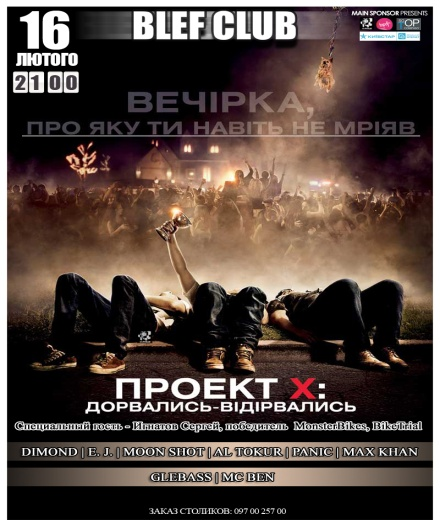 16
ЛЮТОГО
21 00
BLEF CLUB
MAIN SPONSOR PRESENTS
КИЇВСТАР
ВЕЧІРКА,
ПРО ЯКУ ТИ НАВІТЬ НЕ МРІЯВ
ПРОЕКТ X:
ДОРВАЛИСЬ-ВІДІРВАЛИСЬ
Специальный гость - Игнатов Сергей, победитель MonsterBikes, BikeTrial
DIMOND | E. J. | MOON SHOT | AL TOKUR | PANIC | MAX KHAN
GLEBASS | MC BEN
ЗАКАЗ СТОЛИКОВ: 097 00 257 00